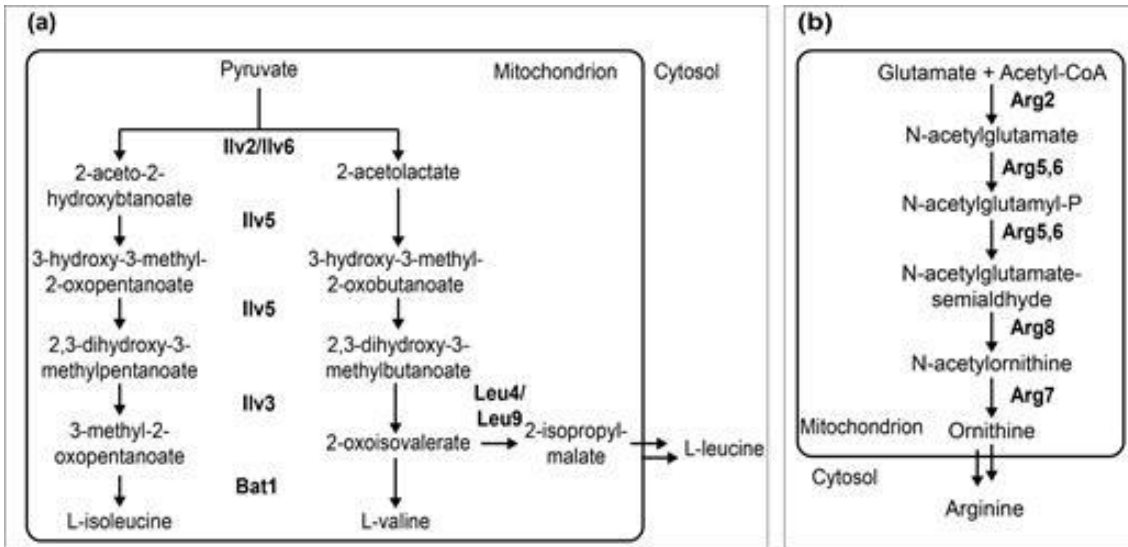 (a)
Pyruvate
Mitochondrion
Cytosol
Ilv2/Ilv6
2-aceto-2-
hydroxybtanoate
2-acetolactate
Ilv5
3-hydroxy-3-methyl-
2-oxopentanoate
3-hydroxy-3-methyl-
2-oxobutanoate
Ilv5
2,3-dihydroxy-3-
methylpentanoate
2,3-dihydroxy-3-
methylbutanoate
Ilv3
Leu4/
Leu9
3-methyl-2-
oxopentanoate
2-oxoisovalerate
2-isopropyl-
malate
L-leucine
Bat1
L-isoleucine
L-valine
(b)
Glutamate + Acetyl-CoA
Arg2
N-acetylglutamate
Arg5,6
N-acetylglutamyl-P
Arg5,6
N-acetylglutamate-
semialdhyde
Arg8
N-acetylornithine
Arg7
Mitochondrion
Ornithine
Cytosol
Arginine